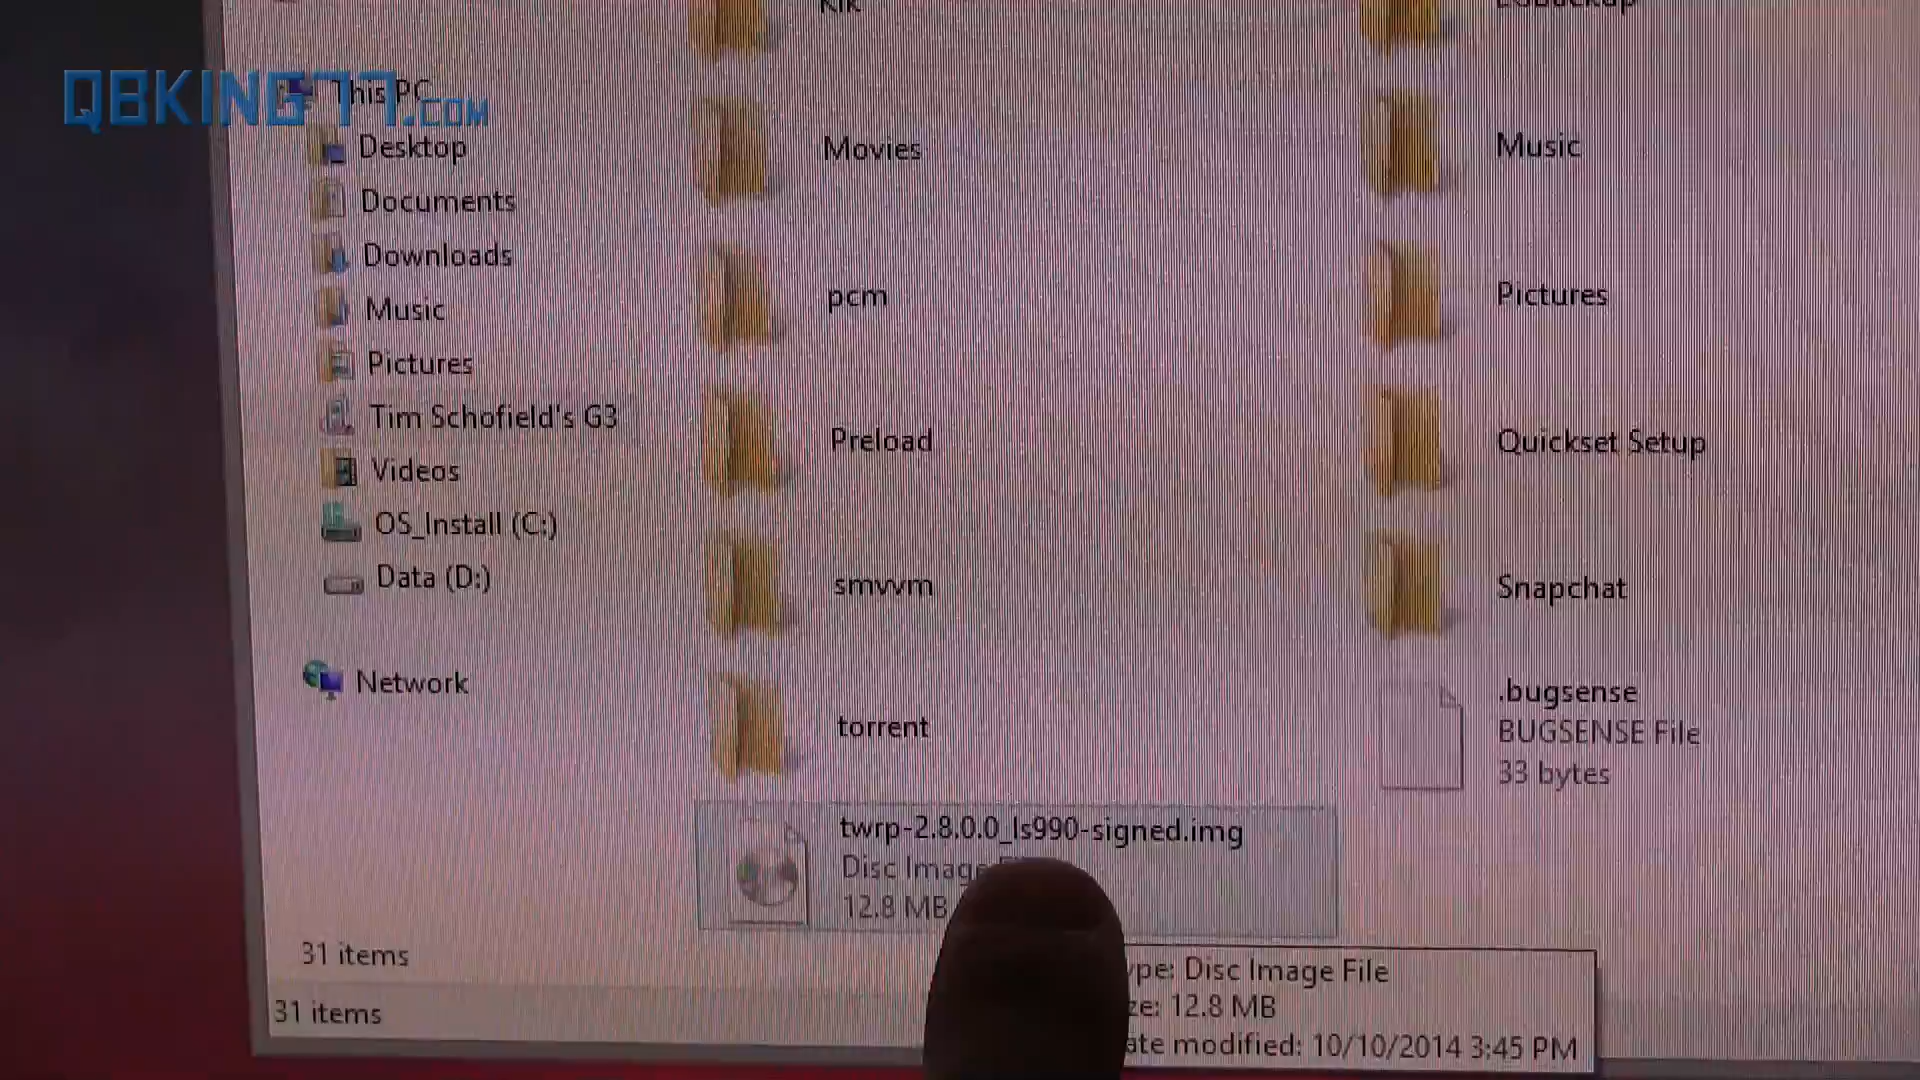 QBKING77.COM
This PC
Desktop
Documents
Downloads
Music
Pictures
Tim Schofield's G3
Videos
OS_Install (C:)
Data (D:)
Network
Movies
Music
pcm
Pictures
Preload
Quickset Setup
smvvm
Snapchat
torrent
.bugsense
BUGSENSE File
33 bytes
twrp-2.8.0.0_ls990-signed.img
Disc Image
12.8 MB
31 items
31 items
Disc Image File
12.8 MB
modified: 10/10/2014 3:45 PM